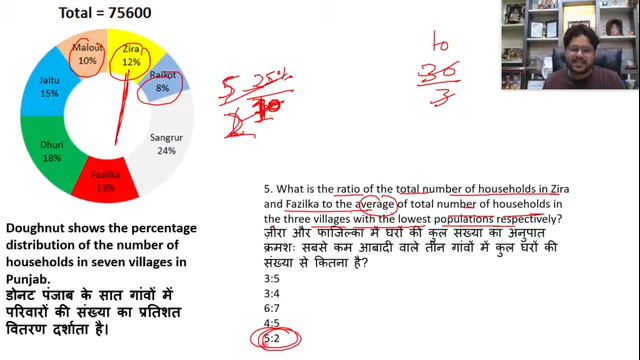 Total = 75600
Malout
10%
Zira
12%
Raikot
8%
Jaitu
15%
Sangrur
24%
Dhuri
18%
Fazilka
13%
Doughnut shows the percentage
distribution of the number of
households in seven villages in
Punjab.
डोनट पंजाब के सात गांवों में
परिवारों की संख्या का प्रतिशत
वितरण दर्शाता है।
5 25%
2 10
10
30
3
5. What is the ratio of the total number of households in Zira
and Fazilka to the average of total number of households in
the three villages with the lowest populations respectively?
ज़ीरा और फाजिल्का में घरों की कुल संख्या का अनुपात
क्रमशः सबसे कम आबादी वाले तीन गांवों में कुल घरों की
संख्या से कितना है?
3:5
3:4
6:7
4:5
5:2